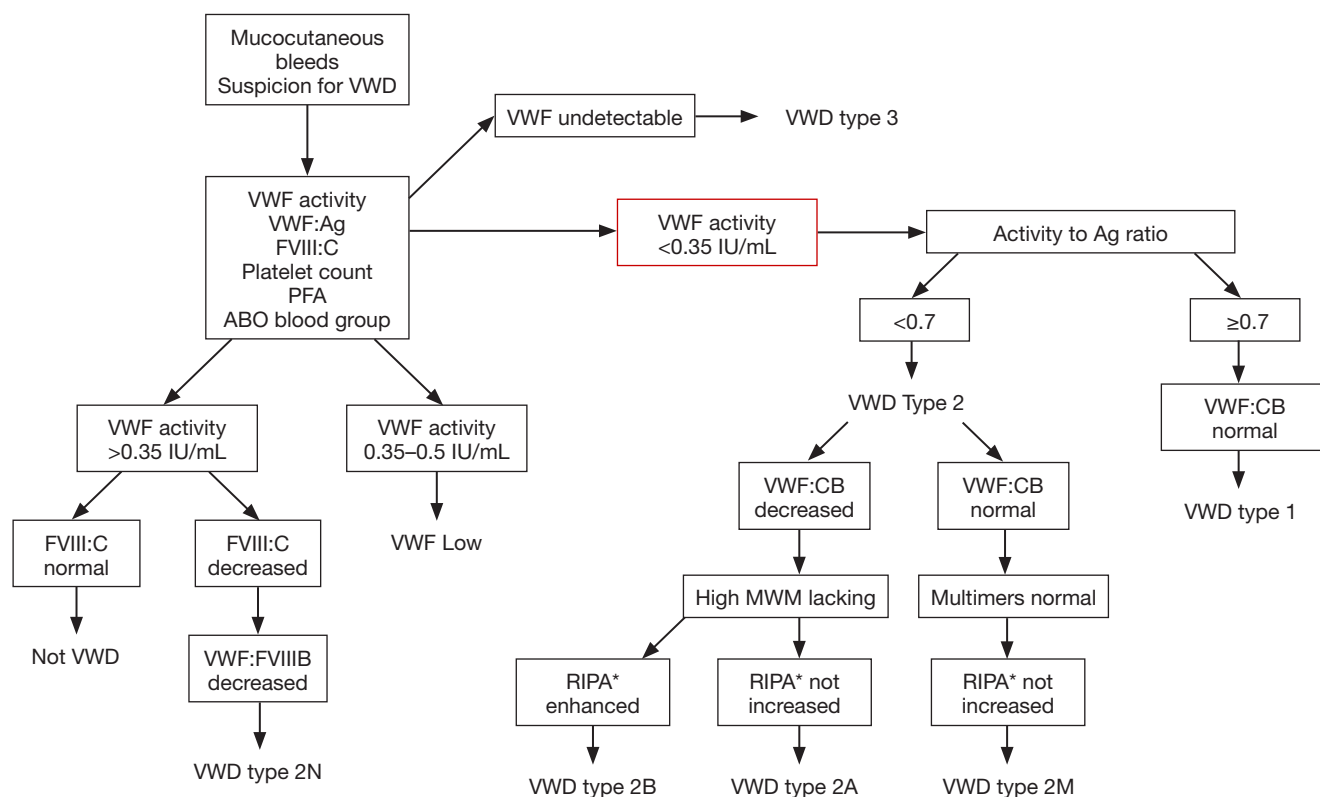 Mucocutaneous
bleeds
Suspicion for VWD
VWF undetectable
VWD type 3
VWF activity
VWF:Ag
FVIII:C
Platelet count
PFA
ABO blood group
VWF activity
<0.35 IU/mL
Activity to Ag ratio
<0.7
≥0.7
VWD Type 2
VWF:CB
normal
VWD type 1
VWF activity
>0.35 IU/mL
VWF activity
0.35–0.5 IU/mL
VWF:CB
decreased
VWF:CB
normal
FVIII:C
normal
FVIII:C
decreased
VWF Low
High MWM lacking
Multimers normal
Not VWD
VWF:FVIIIB
decreased
RIPA*
enhanced
RIPA* not
increased
RIPA* not
increased
VWD type 2N
VWD type 2B
VWD type 2A
VWD type 2M